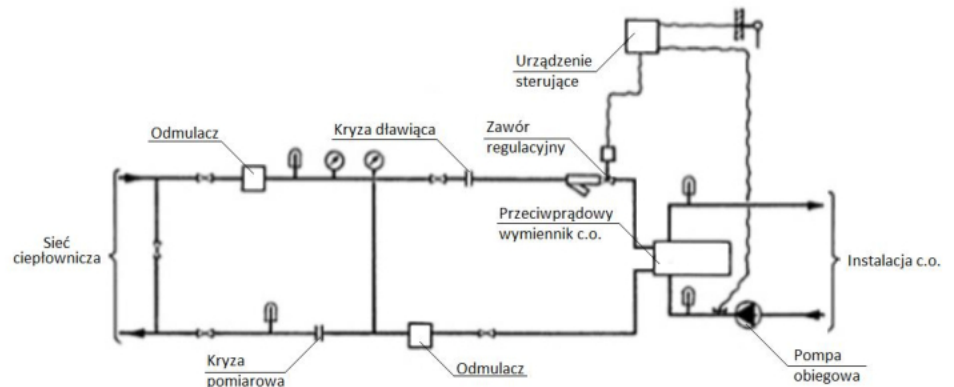 Urządzenie
sterujące
Odmulacz
Kryza dławiąca
Zawór
regulacyjny
Przeciwprądowy
wymiennik c.o.
Sieć
ciepłownicza
Instalacja c.o.
Kryza
pomiarowa
Odmulacz
Pompa
obiegowa